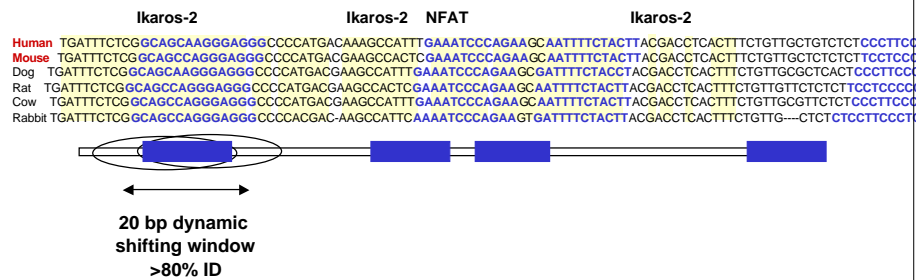 Ikaros-2 Ikaros-2 NFAT Ikaros-2
Human TGATTTCTCGGCAGCAAGGGAGGGCCCCATGACAAAGCCATTTGAAATCCCAGAAGCAATTTTCTACTTACGACCTCACTTTCTGTTGCTGTCTCTCCCTTCC
Mouse TGATTTCTCGGCAGCCAGGGAGGGCCCCATGACGAAGCCACTCGAAATCCCAGAAGCAATTTTCTACTTACGACCTCACTTTCTGTTGCTCTCTCTTCCTCC
Dog TGATTTCTCGGCAGCAAGGGAGGGCCCCATGACGAAGCCATTTGAAATCCCAGAAGCGATTTTCTACCTACGACCTCACTTTCTGTTGCGCTCACTCCCTTCC
Rat TGATTTCTCGGCAGCCAGGGAGGGCCCCATGACGAAGCCACTCGAAATCCCAGAAGCAATTTTCTACTTACGACCTCACTTTCTGTTGTTCTCTCTTCCTCCCC
Cow TGATTTCTCGGCAGCCAGGGAGGGCCCCATGACGAAGCCATTTGAAATCCCAGAAGCAATTTTCTACTTACGACCTCACTTTCTGTTGCGTTCTCTCCCTTCC
Rabbit TGATTTCTCGGCAGCCAGGGAGGGCCCCACGAC-AAGCCATTCAAAATCCCAGAAGTGATTTTCTACTTACGACCTCACTTTCTGTTG----CTCTCTCCTTCCCT
20 bp dynamic
shifting window
>80% ID